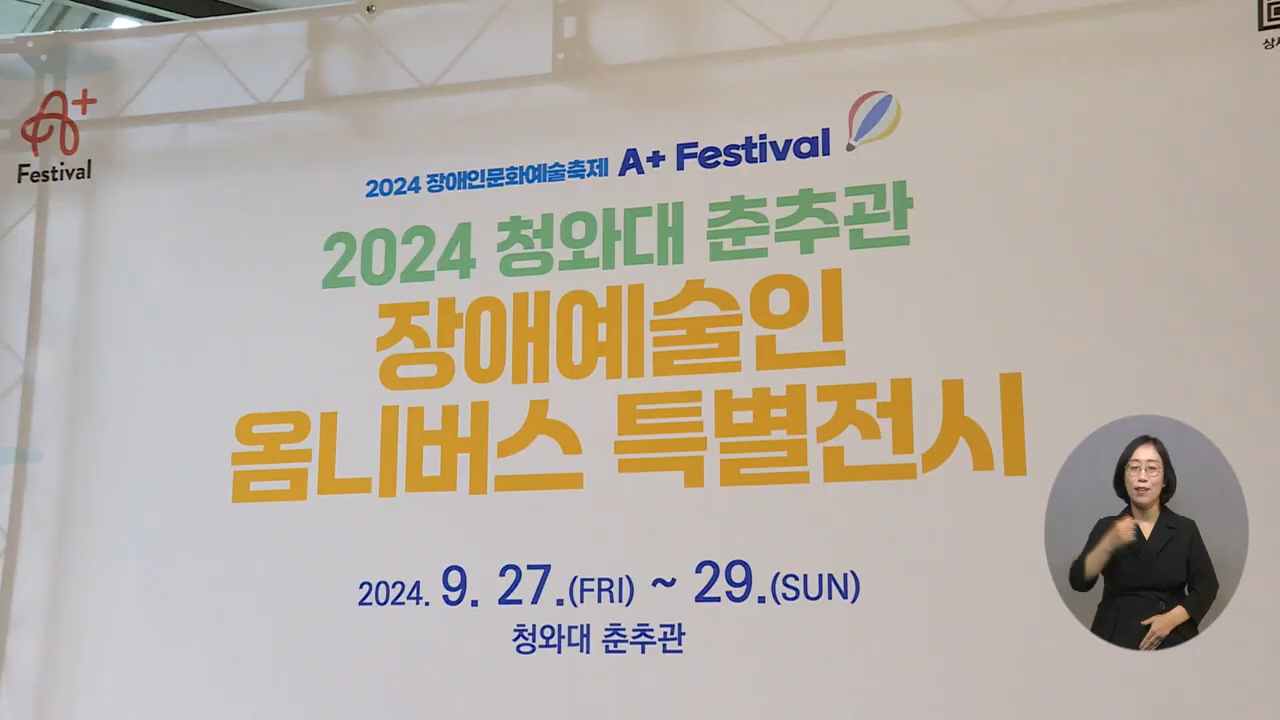 A+
Festival
2024 장애인문화예술축제 A+ Festival
2024 청와대 춘추관
장애예술인
옴니버스 특별전시
2024. 9. 27.(FRI) ~ 29.(SUN)
청와대 춘추관